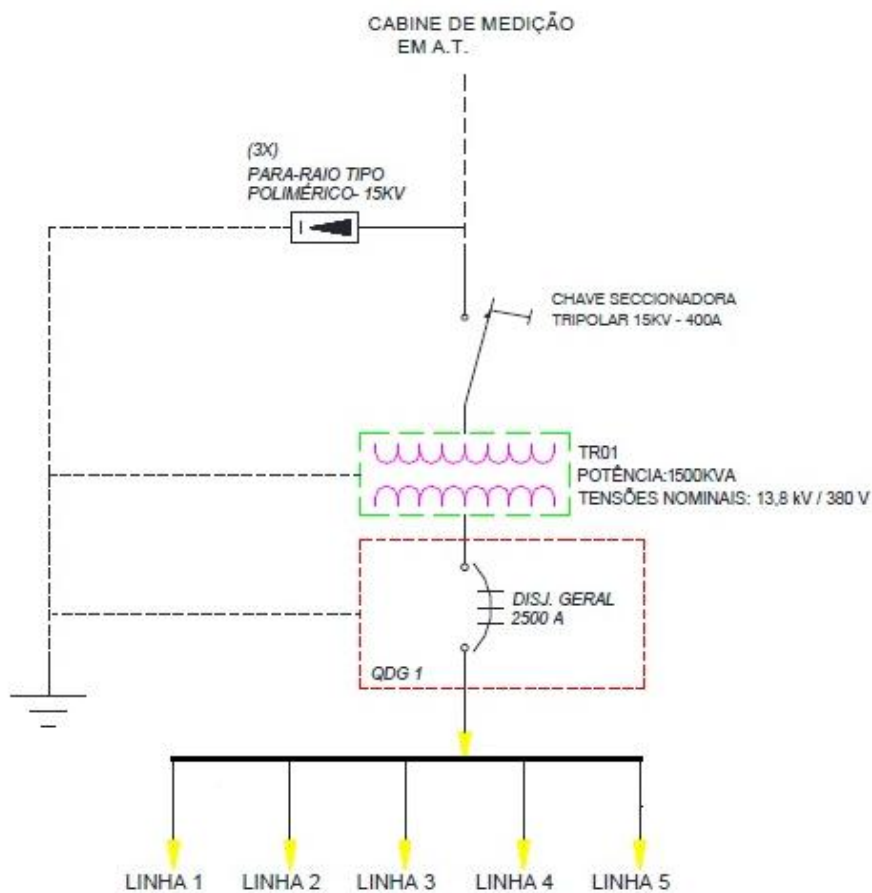 CABINE DE MEDIÇÃO
EM A.T.
(3X)
PARA-RAIO TIPO
POLIMÉRICO- 15KV
CHAVE SECCIONADORA
TRIPOLAR 15KV - 400A
TR01
POTÊNCIA:1500KVA
TENSÕES NOMINAIS: 13,8 kV / 380 V
DISJ. GERAL
2500 A
QDG 1
LINHA 1
LINHA 2
LINHA 3
LINHA 4
LINHA 5